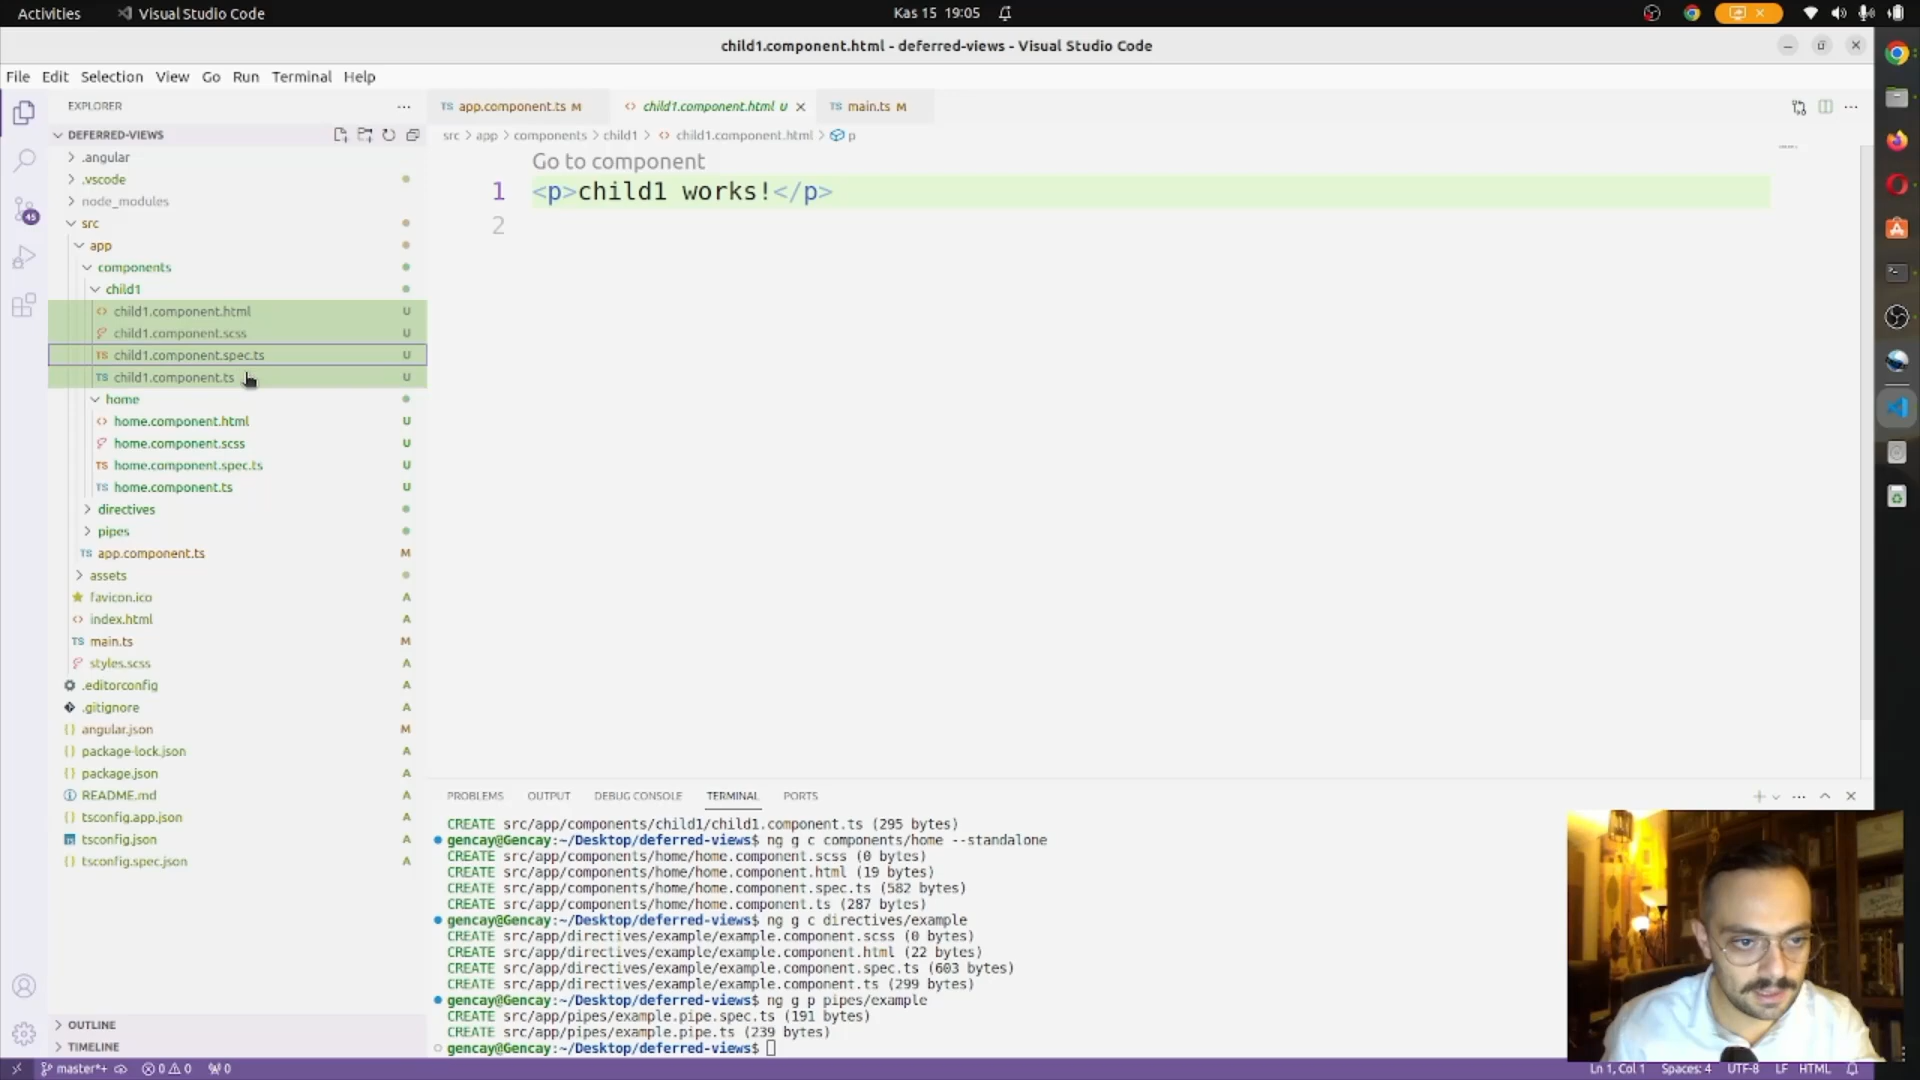 Activities
Visual Studio Code
Kas 15 19:05
child1.component.html - deferred-views - Visual Studio Code
File Edit Selection View Go Run Terminal Help
EXPLORER
TS app.component.ts M
<> child1.component.html U
TS main.ts M
DEFERRED-VIEWS
src > app > components > child1 > <> child1.component.html > p
.angular
.vscode
node_modules
src
app
components
child1
child1.component.html U
child1.component.scss U
TS child1.component.spec.ts U
TS child1.component.ts U
home
home.component.html U
home.component.scss U
TS home.component.spec.ts U
TS home.component.ts U
directives
pipes
TS app.component.ts M
assets
favicon.ico A
index.html A
TS main.ts M
styles.scss A
.editorconfig A
.gitignore A
angular.json M
package-lock.json A
package.json A
README.md A
tsconfig.app.json A
tsconfig.json A
tsconfig.spec.json A
OUTLINE
TIMELINE
45
Go to component
1 <p>child1 works!</p>
2
PROBLEMS OUTPUT DEBUG CONSOLE TERMINAL PORTS
CREATE src/app/components/child1/child1.component.ts (295 bytes)
gencay@Gencay:~/Desktop/deferred-views$ ng g c components/home --standalone
CREATE src/app/components/home/home.component.scss (0 bytes)
CREATE src/app/components/home/home.component.html (19 bytes)
CREATE src/app/components/home/home.component.spec.ts (582 bytes)
CREATE src/app/components/home/home.component.ts (287 bytes)
gencay@Gencay:~/Desktop/deferred-views$ ng g c directives/example
CREATE src/app/directives/example/example.component.scss (0 bytes)
CREATE src/app/directives/example/example.component.html (22 bytes)
CREATE src/app/directives/example/example.component.spec.ts (603 bytes)
CREATE src/app/directives/example/example.component.ts (299 bytes)
gencay@Gencay:~/Desktop/deferred-views$ ng g p pipes/example
CREATE src/app/pipes/example.pipe.spec.ts (191 bytes)
CREATE src/app/pipes/example.pipe.ts (239 bytes)
gencay@Gencay:~/Desktop/deferred-views$
master*+ 0 0 0
Ln 1, Col 1 Spaces: 4 UTF-8 LF HTML